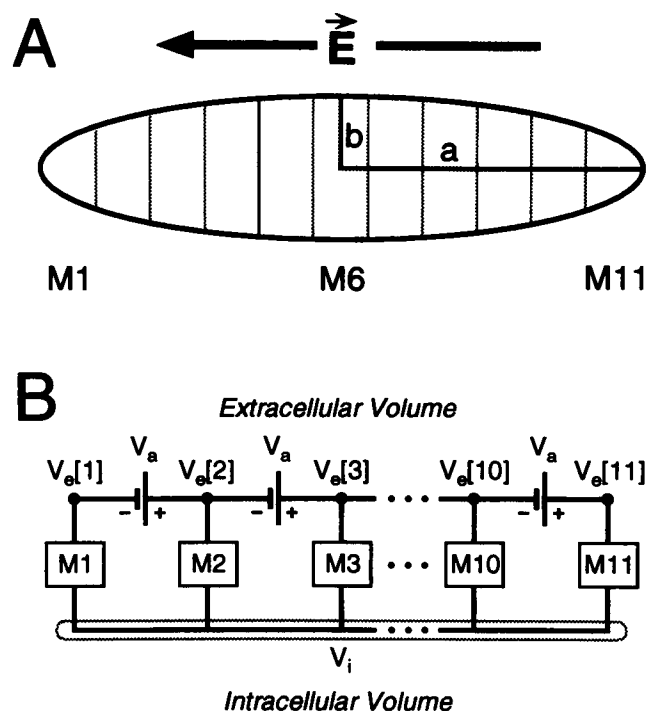 A
E
b
a
M1 M6 M11
B
Extracellular Volume
Va Va Va
Ve[1] Ve[2] Ve[3] Ve[10] Ve[11]
- + - + - +
M1 M2 M3 • • • M10 M11
Vi
Intracellular Volume